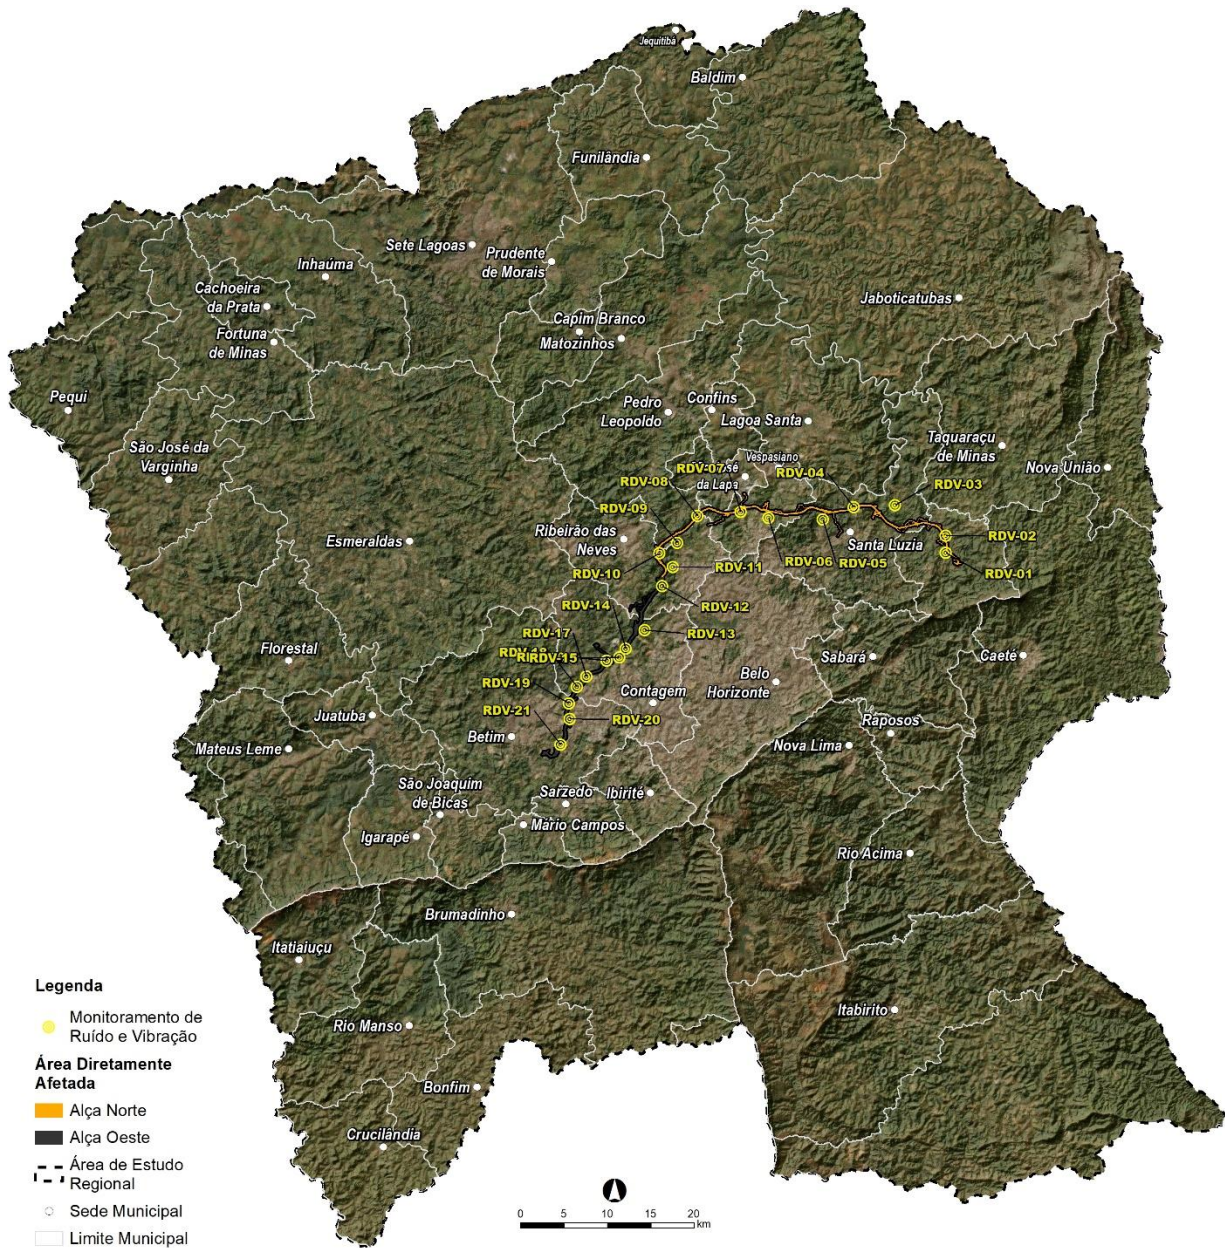 Jequitibá
Baldim
Funilândia
Sete Lagoas
Prudente
de Morais
Inhaúma
Cachoeira
da Prata
Fortuna
de Minas
Jaboticatubas
Capim Branco
Matozinhos
Pequi
Pedro
Leopoldo
Confins
Lagoa Santa
São José da
Varginha
Taquaraçu
de Minas
Nova União
Vespasiano
RDV-07
RDV-04
da Lapa
RDV-08
RDV-03
RDV-09
Ribeirão das
Neves
Esmeraldas
Santa Luzia
RDV-02
RDV-10
RDV-06
RDV-05
RDV-01
RDV-11
RDV-12
RDV-14
RDV-17
RDV-13
RDV-15
Florestal
Sabará
Caeté
RDV-19
Belo
Horizonte
Contagem
RDV-21
RDV-20
Juatuba
Betim
Raposos
Nova Lima
Mateus Leme
São Joaquim
de Bicas
Sarzedo
Ibirité
Mário Campos
Igarapé
Rio Acima
Brumadinho
Itatiaiuçu
Itabirito
Rio Manso
Bonfim
Crucilândia
Legenda
Monitoramento de
Ruído e Vibração
Área Diretamente
Afetada
Alça Norte
Alça Oeste
Área de Estudo
Regional
Sede Municipal
Limite Municipal
0 5 10 15 20
km